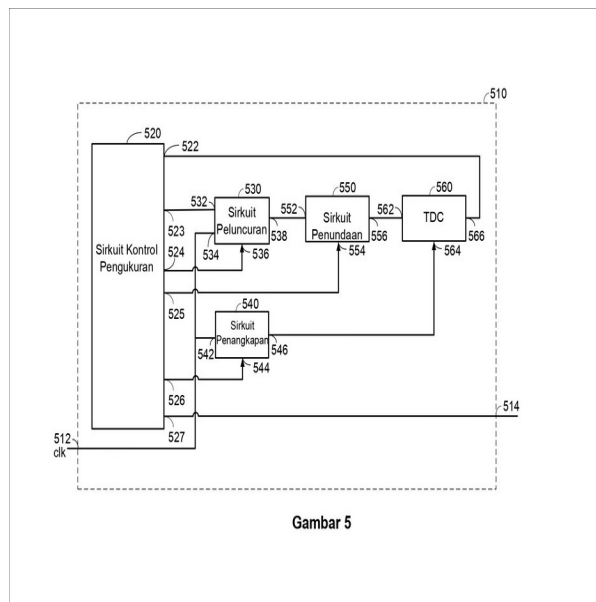 510
520
522
530
550
560
532
552
562
523
Sirkuit
Peluncuran
Sirkuit
Penundaan
TDC
534
538
556
566
524
536
554
564
Sirkuit Kontrol
Pengukuran
525
540
Sirkuit
Penangkapan
542
546
544
526
514
512
527
clk
Gambar 5